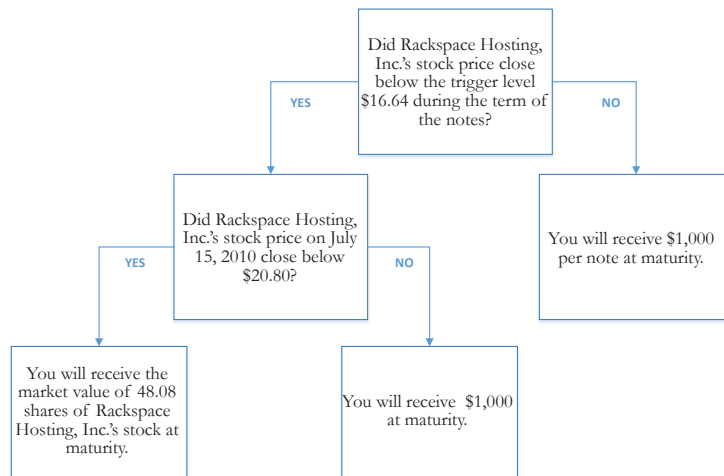 Did Rackspace Hosting,
Inc.'s stock price close
below the trigger level
$16.64 during the term of
the notes?
YES
NO
Did Rackspace Hosting,
Inc.'s stock price on July
15, 2010 close below
$20.80?
You will receive $1,000
per note at maturity.
YES
NO
You will receive the
market value of 48.08
shares of Rackspace
Hosting, Inc.'s stock at
maturity.
You will receive $1,000
at maturity.